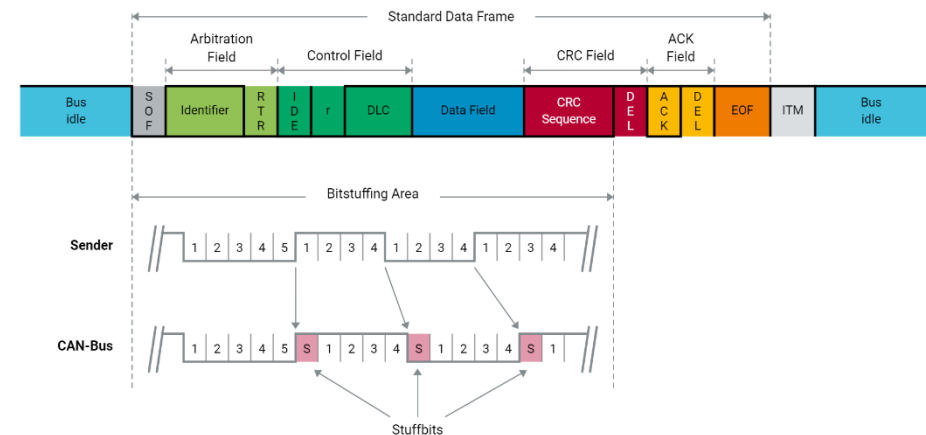 Standard Data Frame
Arbitration
Field
Control Field
CRC Field
ACK
Field
Bus
idle
S
O
F
Identifier
R
T
R
I
D
E
r
DLC
Data Field
CRC
Sequence
D
E
L
A
C
K
D
E
L
EOF
ITM
Bus
idle
Bitstuffing Area
Sender
1 2 3 4 5 1 2 3 4 1 2 3 4 1 2 3 4
CAN-Bus
1 2 3 4 5 S 1 2 3 4 S 1 2 3 4 S 1
Stuffbits